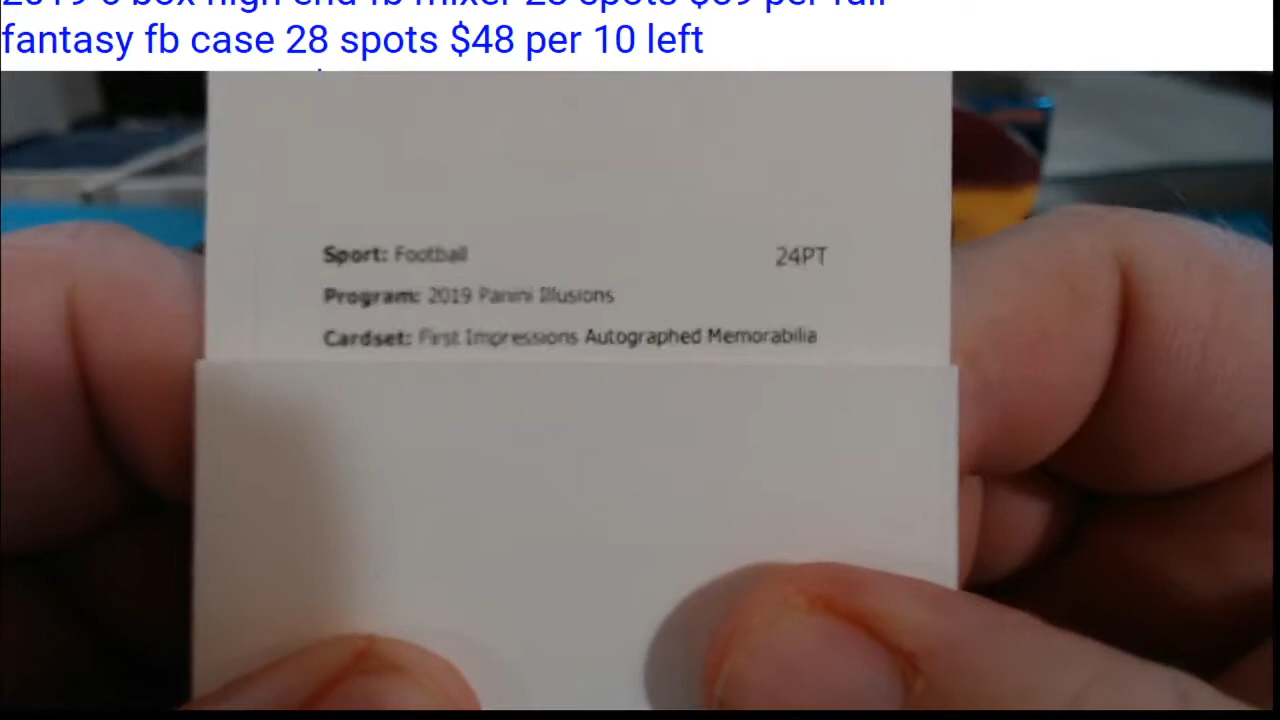 fantasy fb case 28 spots $48 per 10 left
Sport: Football 24PT
Program: 2019 Panini Illusions
Cardset: First Impressions Autographed Memorabilia